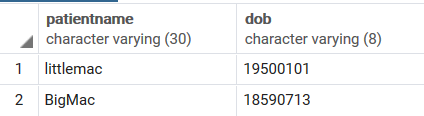 patientname dob
character varying (30) character varying (8)
1 littlemac 19500101
2 BigMac 18590713